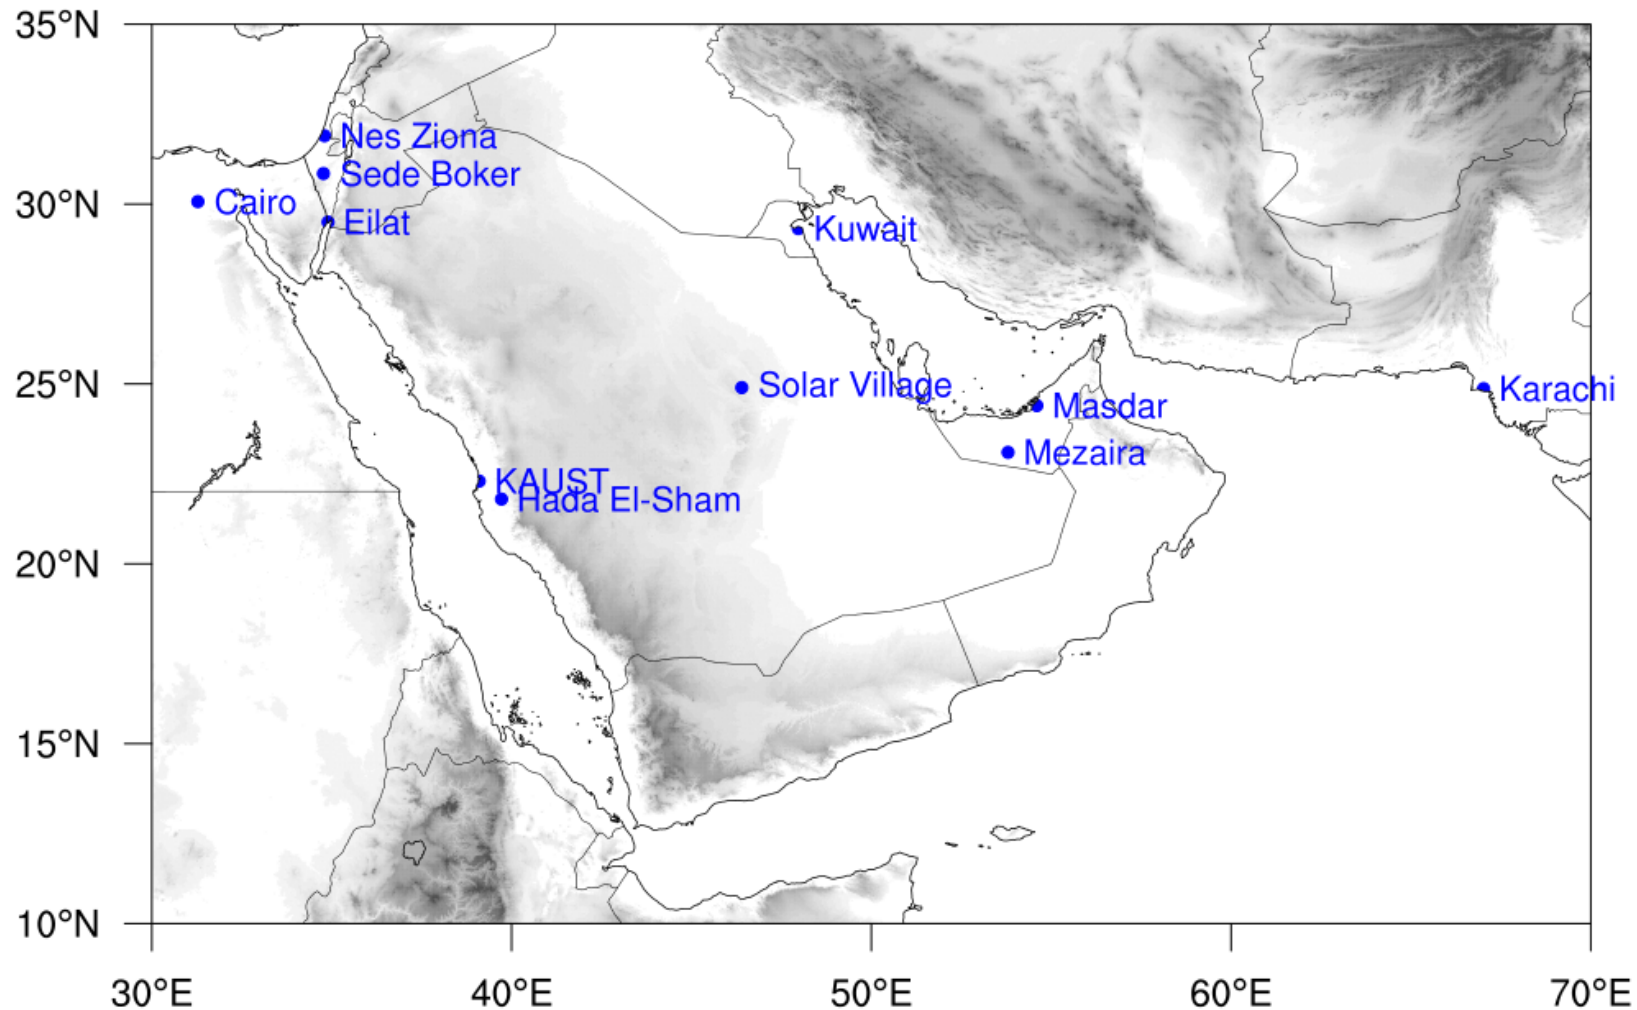 35°N
Nes Ziona
Sede Boker
30°N
Cairo
Eilat
Kuwait
25°N
Solar Village
Karachi
Masdar
Mezaira
KAUST
Hada El-Sham
20°N
15°N
10°N
30°E
40°E
50°E
60°E
70°E